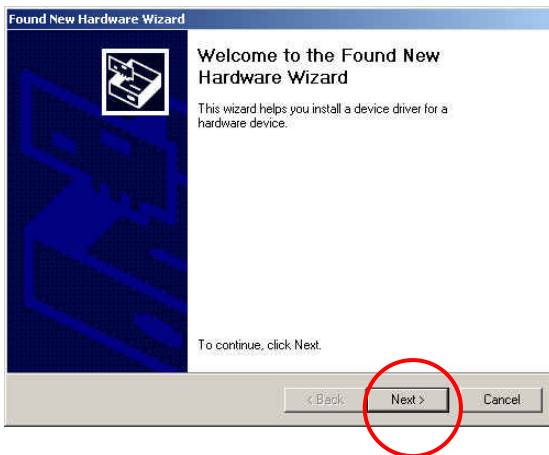 Found New Hardware Wizard
Welcome to the Found New
Hardware Wizard
This wizard helps you install a device driver for a
hardware device.
To continue, click Next.
< Back
Next >
Cancel